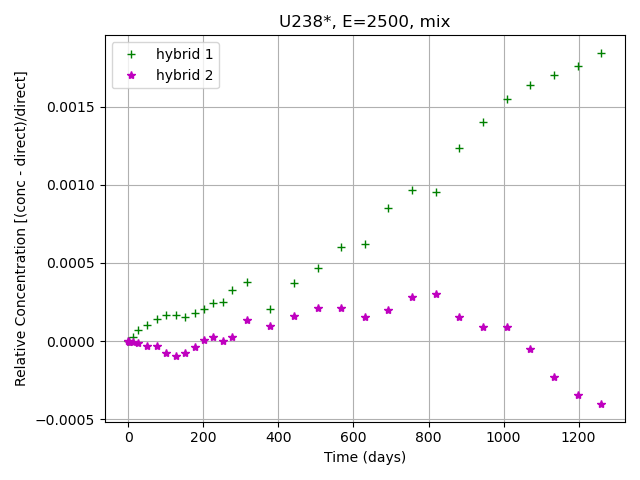 U238*, E=2500, mix
hybrid 1
hybrid 2
Relative Concentration [(conc - direct)/direct]
0.0015
0.0010
0.0005
0.0000
−0.0005
0 200 400 600 800 1000 1200
Time (days)